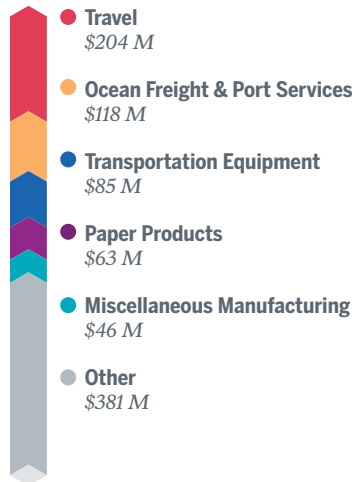 Travel
$204 M
Ocean Freight & Port Services
$118 M
Transportation Equipment
$85 M
Paper Products
$63 M
Miscellaneous Manufacturing
$46 M
Other
$381 M